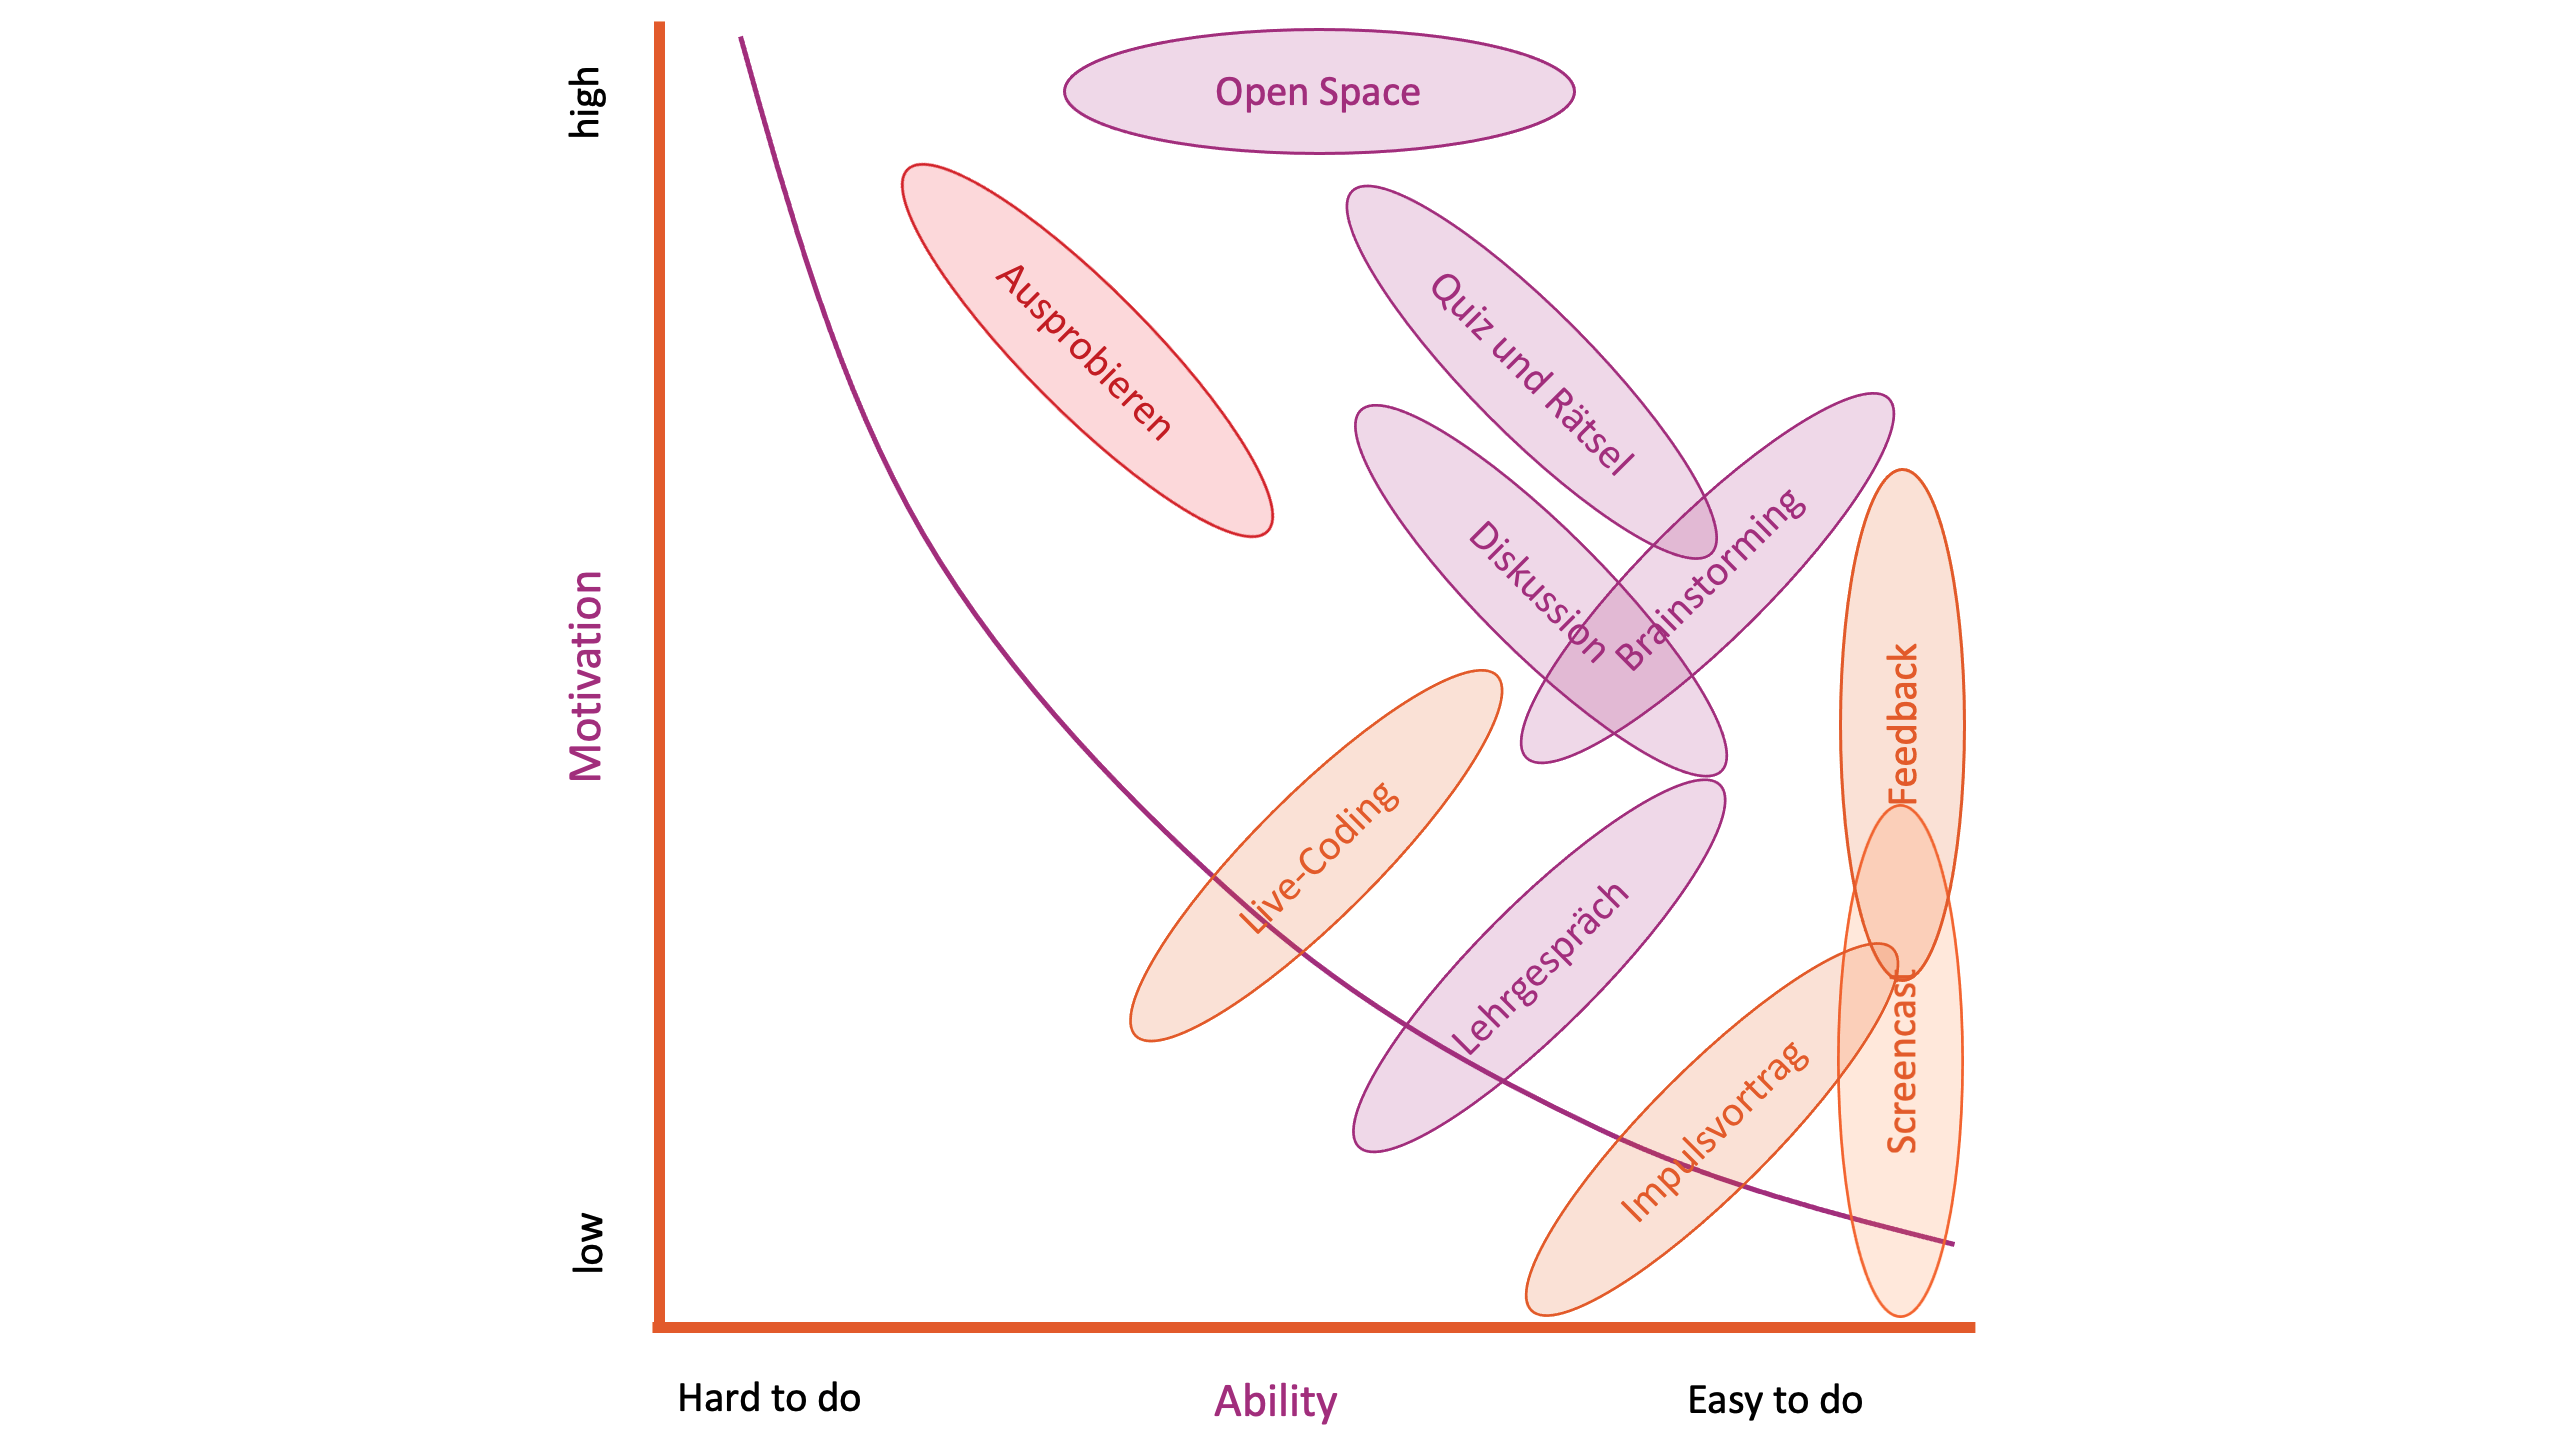 high
Open Space
Ausprobieren
Quiz und Rätsel
Diskussion
Brainstorming
Motivation
Feedback
Live-Coding
Lehrgespräch
Screencast
Impulsvortrag
low
Hard to do
Ability
Easy to do